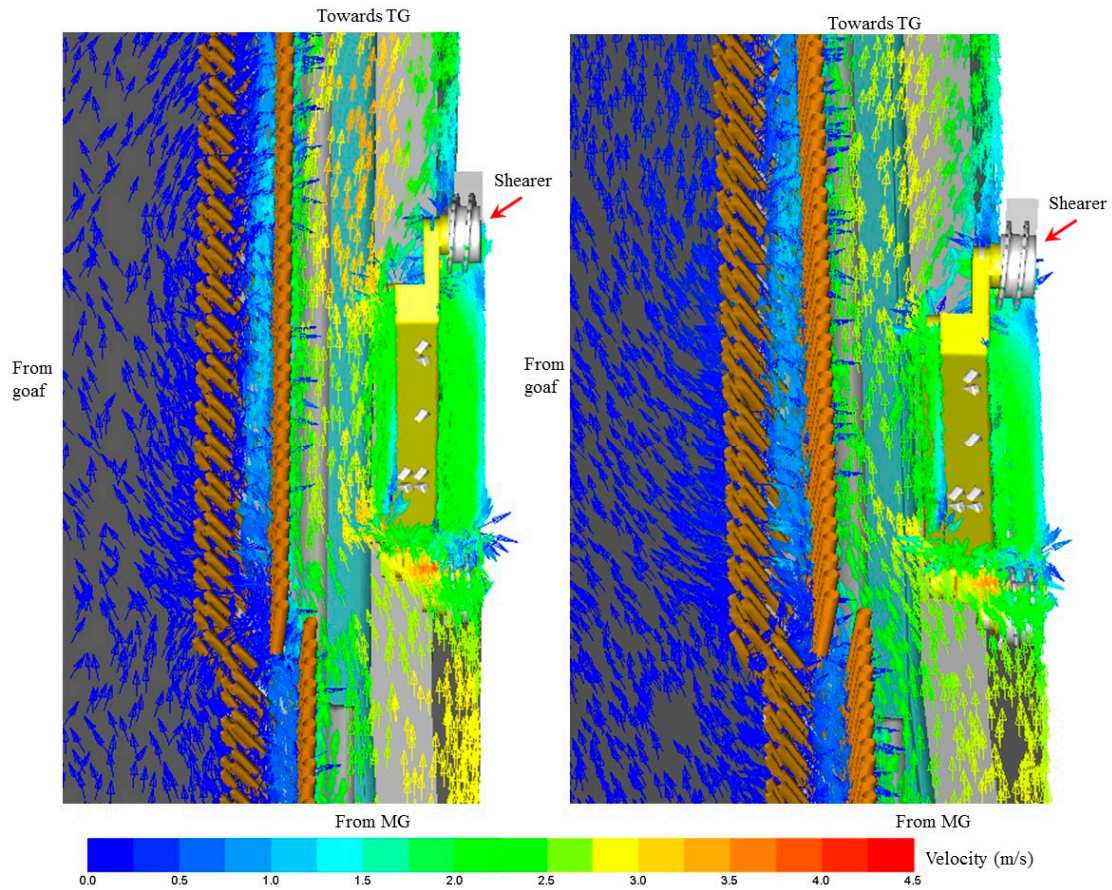 Towards TG
Towards TG
Shearer
Shearer
From
goaf
From
goaf
From MG
From MG
Velocity (m/s)
0.0 0.5 1.0 1.5 2.0 2.5 3.0 3.5 4.0 4.5